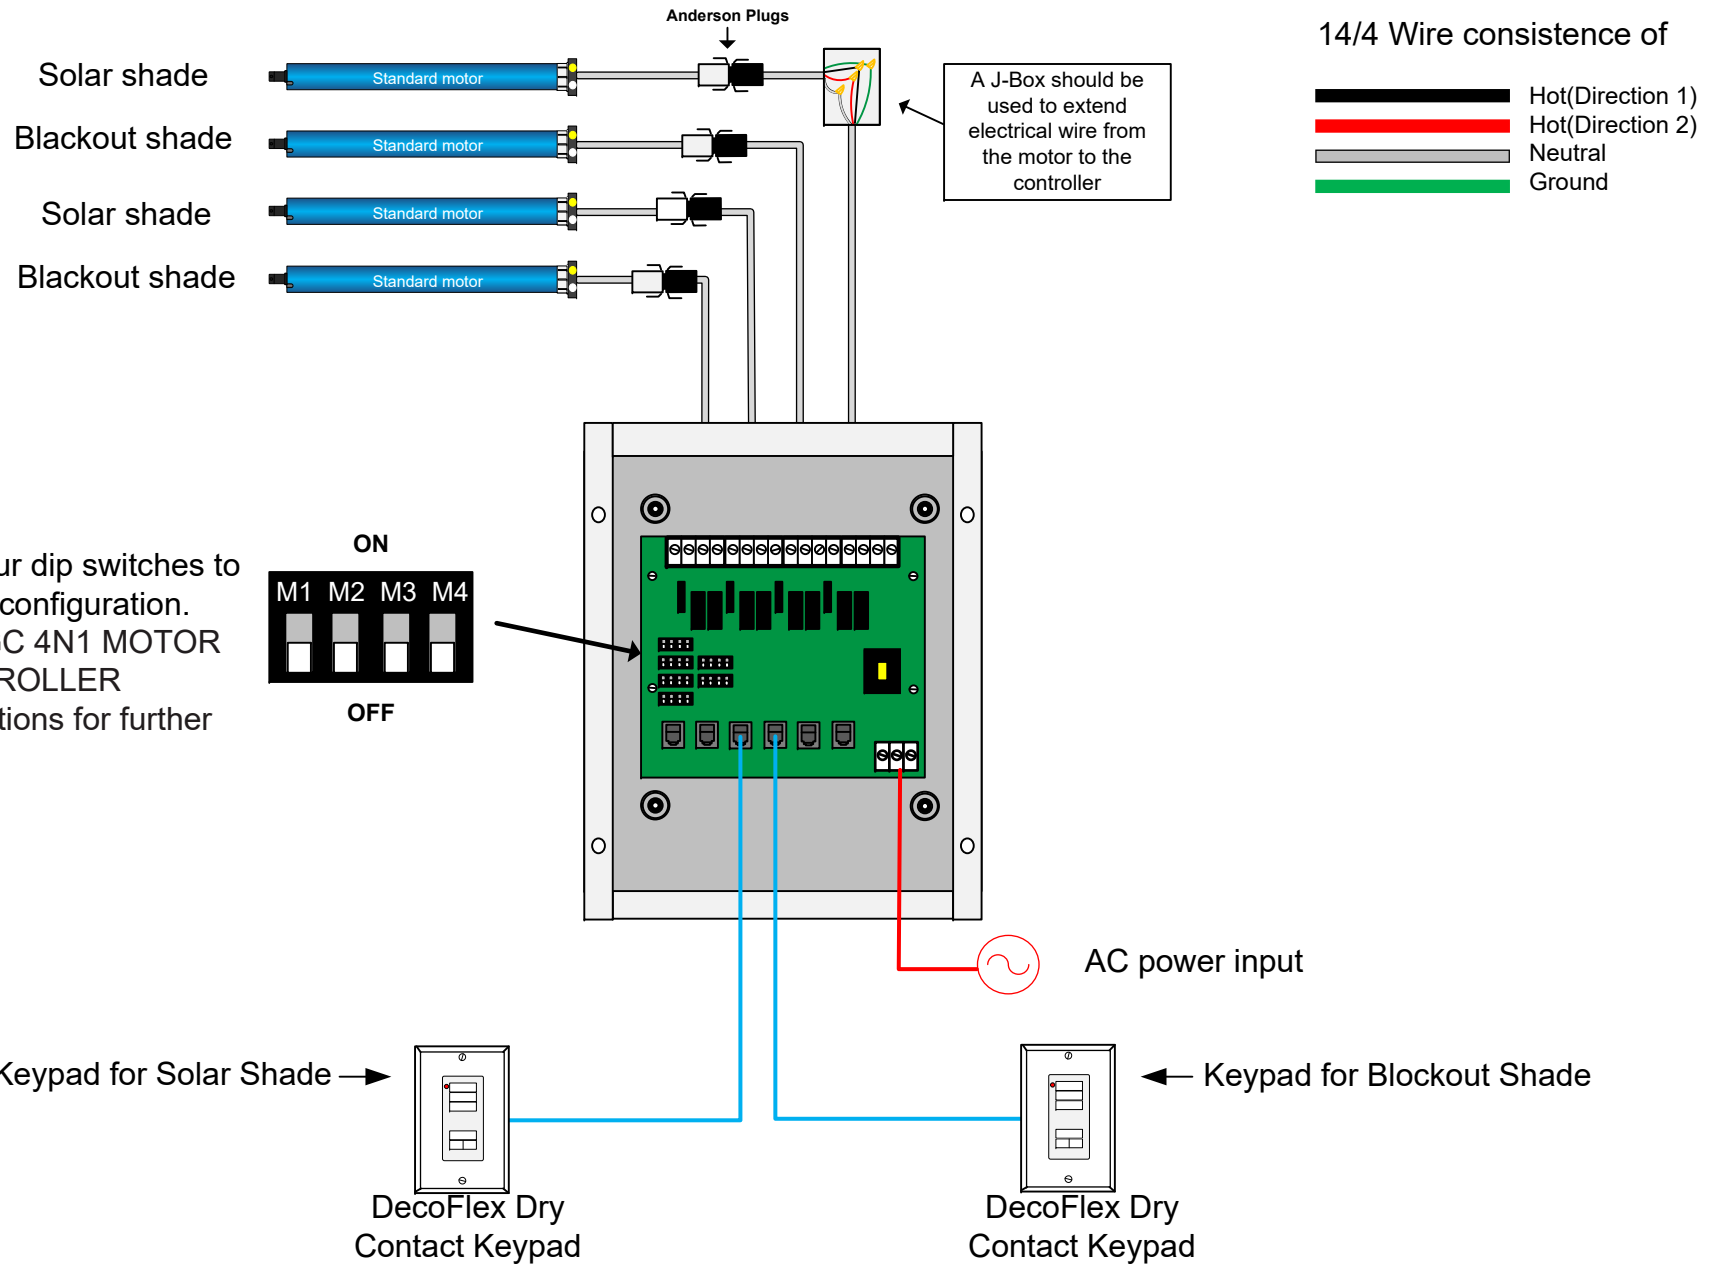 Anderson Plugs
14/4 Wire consistence of
Solar shade
Standard motor
A J-Box should be
used to extend
electrical wire from
the motor to the
controller
Hot(Direction 1)
Hot(Direction 2)
Neutral
Ground
Blackout shade
Standard motor
Solar shade
Standard motor
Blackout shade
Standard motor
ON
M1 M2 M3 M4
OFF
dip switches to
configuration.
4N1 MOTOR
for further
AC power input
Keypad for Solar Shade
Keypad for Blockout Shade
DecoFlex Dry
Contact Keypad
DecoFlex Dry
Contact Keypad